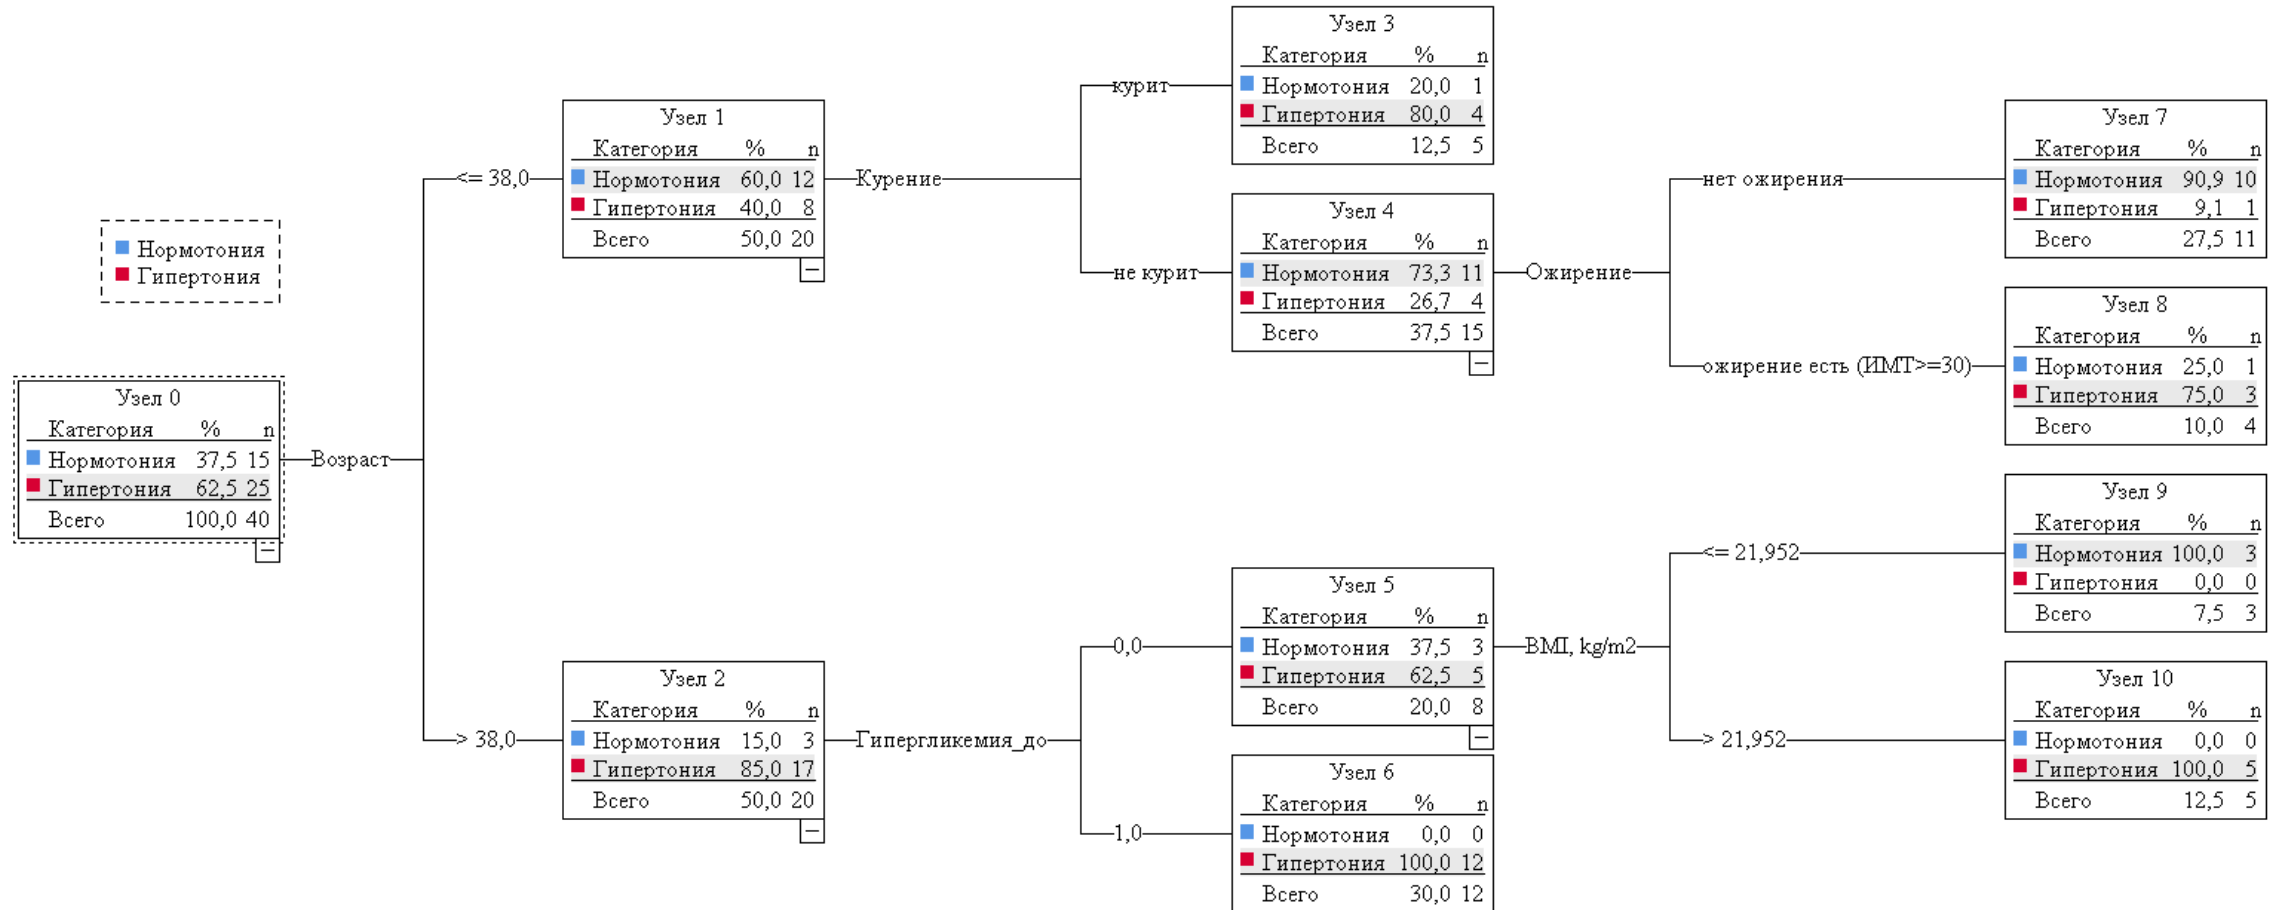 Нормотония
Гипертония
Узел 0
Категория % n
Нормотония 37,5 15
Гипертония 62,5 25
Всего 100,0 40
Возраст
<= 38,0
> 38,0
Узел 1
Категория % n
Нормотония 60,0 12
Гипертония 40,0 8
Всего 50,0 20
Курение
Узел 2
Категория % n
Нормотония 15,0 3
Гипертония 85,0 17
Всего 50,0 20
Гипергликемия_до
курит
не курит
Узел 3
Категория % n
Нормотония 20,0 1
Гипертония 80,0 4
Всего 12,5 5
Узел 4
Категория % n
Нормотония 73,3 11
Гипертония 26,7 4
Всего 37,5 15
Ожирение
0,0
1,0
Узел 5
Категория % n
Нормотония 37,5 3
Гипертония 62,5 5
Всего 20,0 8
BMI, kg/m2
Узел 6
Категория % n
Нормотония 0,0 0
Гипертония 100,0 12
Всего 30,0 12
нет ожирения
ожирение есть (ИМТ>=30)
Узел 7
Категория % n
Нормотония 90,9 10
Гипертония 9,1 1
Всего 27,5 11
Узел 8
Категория % n
Нормотония 25,0 1
Гипертония 75,0 3
Всего 10,0 4
<= 21,952
> 21,952
Узел 9
Категория % n
Нормотония 100,0 3
Гипертония 0,0 0
Всего 7,5 3
Узел 10
Категория % n
Нормотония 0,0 0
Гипертония 100,0 5
Всего 12,5 5